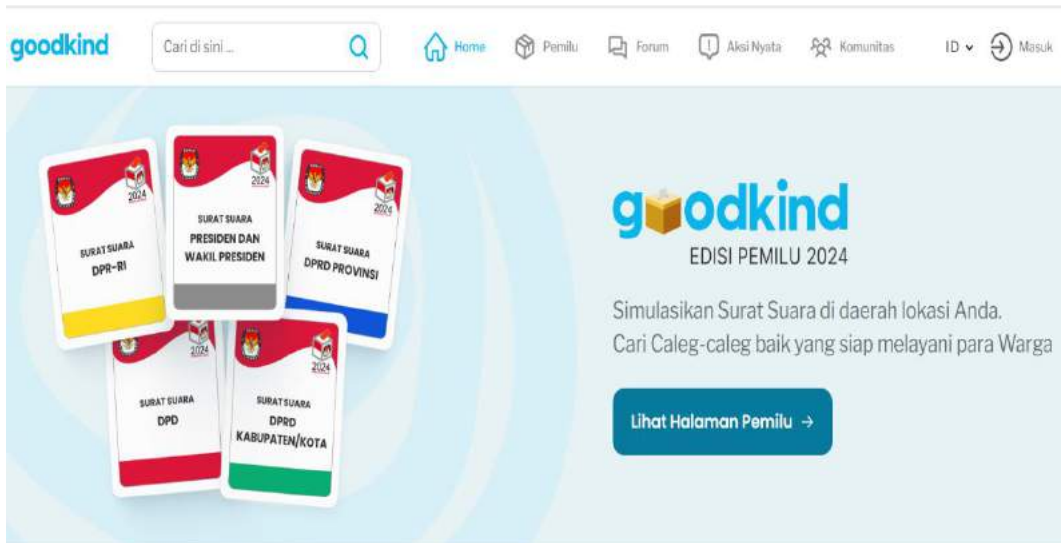 goodkind
Cari di sini ...
Home
Pemilu
Forum
Aksi Nyata
Komunitas
ID
Masuk
2024
SURAT SUARA
DPR-RI
2024
SURAT SUARA
PRESIDEN DAN
WAKIL PRESIDEN
2024
SURAT SUARA
DPRD PROVINSI
2024
SURAT SUARA
DPD
2024
SURAT SUARA
DPRD
KABUPATEN/KOTA
goodkind
EDISI PEMILU 2024
Simulasikan Surat Suara di daerah lokasi Anda.
Cari Caleg-caleg baik yang siap melayani para Warga
Lihat Halaman Pemilu →